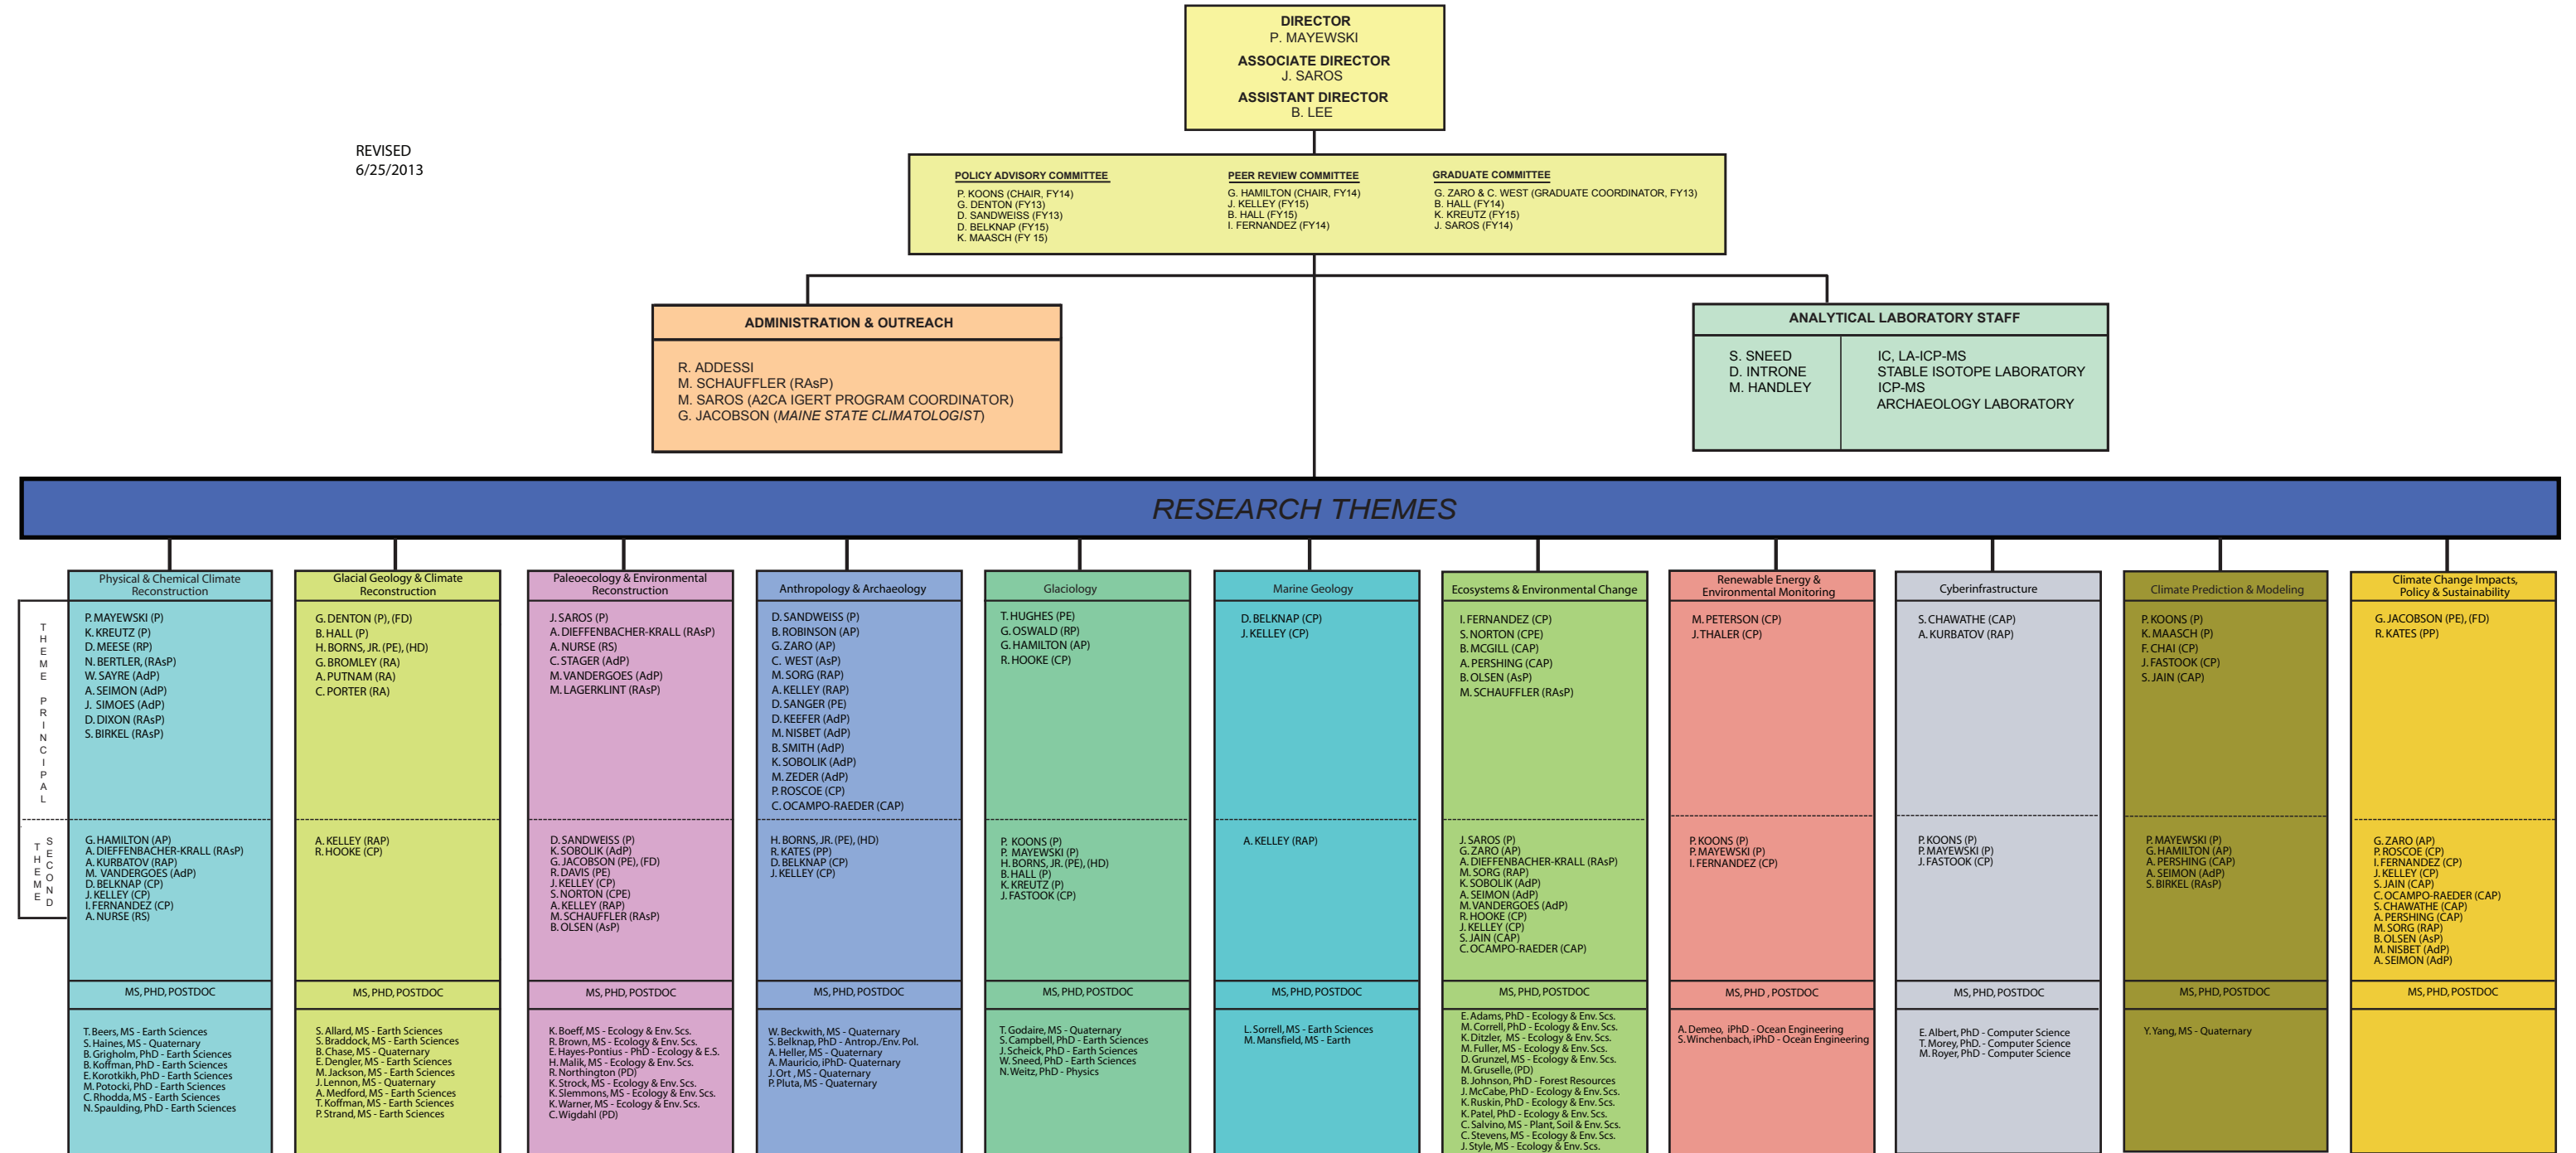 DIRECTOR
P. MAYEWSKI
ASSOCIATE DIRECTOR
J. SAROS
ASSISTANT DIRECTOR
B. LEE
REVISED
6/25/2013
POLICY ADVISORY COMMITTEE
P. KOONS (CHAIR, FY14)
G. DENTON (FY13)
D. SANDWEISS (FY13)
D. BELKNAP (FY15)
K. MAASCH (FY 15)
PEER REVIEW COMMITTEE
G. HAMILTON (CHAIR, FY14)
J. KELLEY (FY15)
B. HALL (FY15)
I. FERNANDEZ (FY14)
GRADUATE COMMITTEE
G. ZARO & C. WEST (GRADUATE COORDINATOR, FY13)
B. HALL (FY14)
K. KREUTZ (FY15)
J. SAROS (FY14)
ADMINISTRATION & OUTREACH
R. ADDESSI
M. SCHAUFFLER (RAsP)
M. SAROS (A2CA IGERT PROGRAM COORDINATOR)
G. JACOBSON (MAINE STATE CLIMATOLOGIST)
ANALYTICAL LABORATORY STAFF
S. SNEED
D. INTRONE
M. HANDLEY
IC, LA-ICP-MS
STABLE ISOTOPE LABORATORY
ICP-MS
ARCHAEOLOGY LABORATORY
RESEARCH THEMES
THEME PRINCIPAL
THEME SECOND
Physical & Chemical Climate
Reconstruction
P. MAYEWSKI (P)
K. KREUTZ (P)
D. MEESE (RP)
N. BERTLER, (RAsP)
W. SAYRE (AdP)
A. SEIMON (AdP)
J. SIMOES (AdP)
D. DIXON (RAsP)
S. BIRKEL (RAsP)
G. HAMILTON (AP)
A. DIEFFENBACHER-KRALL (RAsP)
A. KURBATOV (RAP)
M. VANDERGOES (AdP)
D. BELKNAP (CP)
J. KELLEY (CP)
I. FERNANDEZ (CP)
A. NURSE (RS)
MS, PHD, POSTDOC
T. Beers, MS - Earth Sciences
S. Haines, MS - Quaternary
B. Grigholm, PhD - Earth Sciences
B. Koffman, PhD - Earth Sciences
E. Korotkikh, PhD - Earth Sciences
M. Potocki, PhD - Earth Sciences
C. Rhodda, MS - Earth Sciences
N. Spaulding, PhD - Earth Sciences
Glacial Geology & Climate
Reconstruction
G. DENTON (P), (FD)
B. HALL (P)
H. BORNS, JR. (PE), (HD)
G. BROMLEY (RA)
A. PUTNAM (RA)
C. PORTER (RA)
A. KELLEY (RAP)
R. HOOKE (CP)
MS, PHD, POSTDOC
S. Allard, MS - Earth Sciences
S. Braddock, MS - Earth Sciences
B. Chase, MS - Quaternary
E. Dengler, MS - Earth Sciences
M. Jackson, MS - Earth Sciences
J. Lennon, MS - Quaternary
A. Medford, MS - Earth Sciences
T. Koffman, MS - Earth Sciences
P. Strand, MS - Earth Sciences
Paleoecology & Environmental
Reconstruction
J. SAROS (P)
A. DIEFFENBACHER-KRALL (RAsP)
A. NURSE (RS)
C. STAGER (AdP)
M. VANDERGOES (AdP)
M. LAGERKLINT (RAsP)
D. SANDWEISS (P)
K. SOBOLIK (AdP)
G. JACOBSON (PE), (FD)
R. DAVIS (PE)
J. KELLEY (CP)
S. NORTON (CPE)
A. KELLEY (RAP)
M. SCHAUFFLER (RAsP)
B. OLSEN (AsP)
MS, PHD, POSTDOC
K. Boeff, MS - Ecology & Env. Scs.
R. Brown, MS - Ecology & Env. Scs.
E. Hayes-Pontius - PhD - Ecology & E.S.
H. Malik, MS - Ecology & Env. Scs.
R. Northington (PD)
K. Strock, MS - Ecology & Env. Scs.
K. Slemmons, MS - Ecology & Env. Scs.
K. Warner, MS - Ecology & Env. Scs.
C. Wigdahl (PD)
Anthropology & Archaeology
D. SANDWEISS (P)
B. ROBINSON (AP)
G. ZARO (AP)
C. WEST (AsP)
M. SORG (RAP)
A. KELLEY (RAP)
D. SANGER (PE)
D. KEEFER (AdP)
M. NISBET (AdP)
B. SMITH (AdP)
K. SOBOLIK (AdP)
M. ZEDER (AdP)
P. ROSCOE (CP)
C. OCAMPO-RAEDER (CAP)
H. BORNS, JR. (PE), (HD)
R. KATES (PP)
D. BELKNAP (CP)
J. KELLEY (CP)
MS, PHD, POSTDOC
W. Beckwith, MS - Quaternary
S. Belknap, PhD - Antrop./Env. Pol.
A. Heller, MS - Quaternary
A. Mauricio, iPhD- Quaternary
J. Ort , MS - Quaternary
P. Pluta, MS - Quaternary
Glaciology
T. HUGHES (PE)
G. OSWALD (RP)
G. HAMILTON (AP)
R. HOOKE (CP)
P. KOONS (P)
P. MAYEWSKI (P)
H. BORNS, JR. (PE), (HD)
B. HALL (P)
K. KREUTZ (P)
J. FASTOOK (CP)
MS, PHD, POSTDOC
T. Godaire, MS - Quaternary
S. Campbell, PhD - Earth Sciences
J. Scheick, PhD - Earth Sciences
W. Sneed, PhD - Earth Sciences
N. Weitz, PhD - Physics
Marine Geology
D. BELKNAP (CP)
J. KELLEY (CP)
A. KELLEY (RAP)
MS, PHD, POSTDOC
L. Sorrell, MS - Earth Sciences
M. Mansfield, MS - Earth
Ecosystems & Environmental Change
I. FERNANDEZ (CP)
S. NORTON (CPE)
B. MCGILL (CAP)
A. PERSHING (CAP)
B. OLSEN (AsP)
M. SCHAUFFLER (RAsP)
J. SAROS (P)
G. ZARO (AP)
A. DIEFFENBACHER-KRALL (RAsP)
M. SORG (RAP)
K. SOBOLIK (AdP)
A. SEIMON (AdP)
M. VANDERGOES (AdP)
R. HOOKE (CP)
J. KELLEY (CP)
S. JAIN (CAP)
C. OCAMPO-RAEDER (CAP)
MS, PHD, POSTDOC
E. Adams, PhD - Ecology & Env. Scs.
M. Correll, PhD - Ecology & Env. Scs.
K. Ditzler, MS - Ecology & Env. Scs.
M. Fuller, MS - Ecology & Env. Scs.
D. Grunzel, MS - Ecology & Env. Scs.
M. Gruselle, (PD)
B. Johnson, PhD - Forest Resources
J. McCabe, PhD - Ecology & Env. Scs.
K. Ruskin, PhD - Ecology & Env. Scs.
K. Patel, PhD - Ecology & Env. Scs.
C. Salvino, MS - Plant, Soil & Env. Scs.
C. Stevens, MS - Ecology & Env. Scs.
J. Style, MS - Ecology & Env. Scs.
Renewable Energy &
Environmental Monitoring
M. PETERSON (CP)
J. THALER (CP)
P. KOONS (P)
P. MAYEWSKI (P)
I. FERNANDEZ (CP)
MS, PHD , POSTDOC
A. Demeo, iPhD - Ocean Engineering
S. Winchenbach, iPhD - Ocean Engineering
Cyberinfrastructure
S. CHAWATHE (CAP)
A. KURBATOV (RAP)
P. KOONS (P)
P. MAYEWSKI (P)
J. FASTOOK (CP)
MS, PHD, POSTDOC
E. Albert, PhD - Computer Science
T. Morey, PhD. - Computer Science
M. Royer, PhD - Computer Science
Climate Prediction & Modeling
P. KOONS (P)
K. MAASCH (P)
F. CHAI (CP)
J. FASTOOK (CP)
S. JAIN (CAP)
P. MAYEWSKI (P)
G. HAMILTON (AP)
A. PERSHING (CAP)
A. SEIMON (AdP)
S. BIRKEL (RAsP)
MS, PHD, POSTDOC
Y. Yang, MS - Quaternary
Climate Change Impacts,
Policy & Sustainability
G. JACOBSON (PE), (FD)
R. KATES (PP)
G. ZARO (AP)
P. ROSCOE (CP)
I. FERNANDEZ (CP)
J. KELLEY (CP)
S. JAIN (CAP)
C. OCAMPO-RAEDER (CAP)
S. CHAWATHE (CAP)
A. PERSHING (CAP)
M. SORG (RAP)
B. OLSEN (AsP)
M. NISBET (AdP)
A. SEIMON (AdP)
MS, PHD, POSTDOC